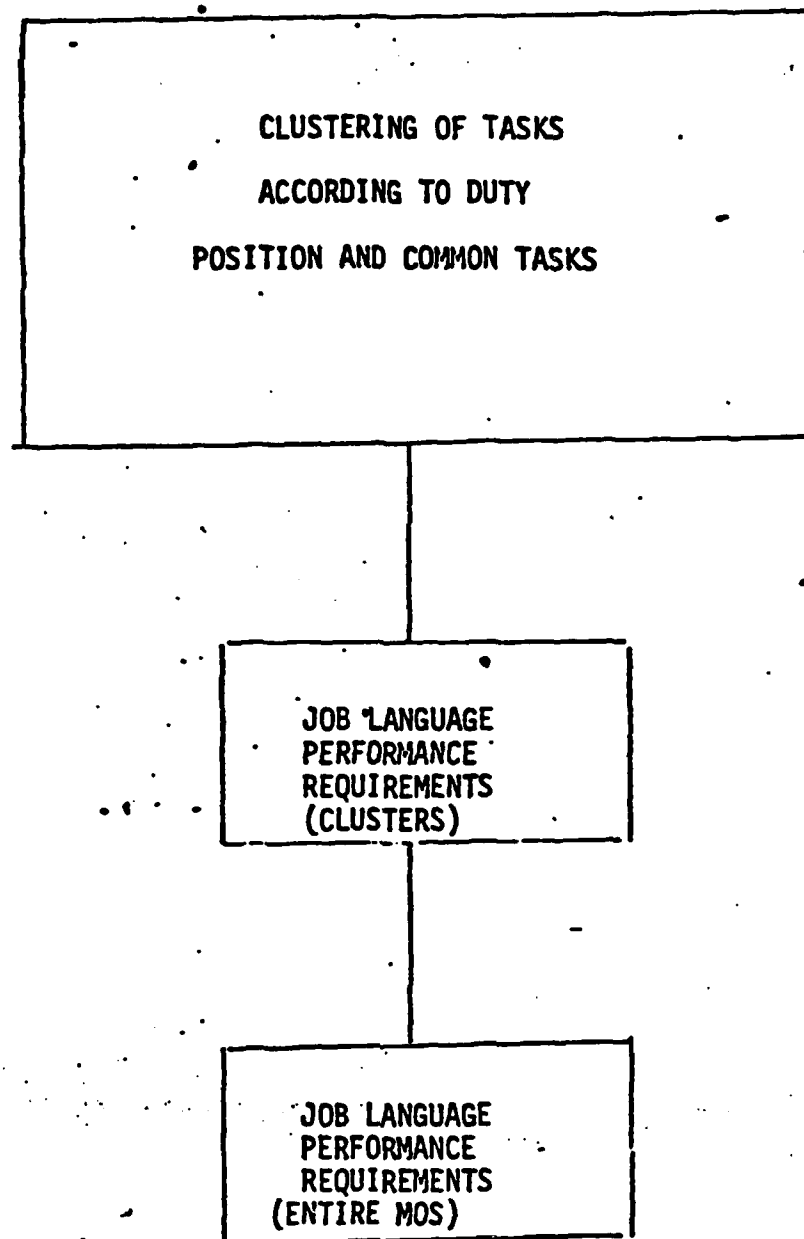 CLUSTERING OF TASKS
ACCORDING TO DUTY
POSITION AND COMMON TASKS
JOB LANGUAGE
PERFORMANCE
REQUIREMENTS
(CLUSTERS)
JOB LANGUAGE
PERFORMANCE
REQUIREMENTS
(ENTIRE MOS)